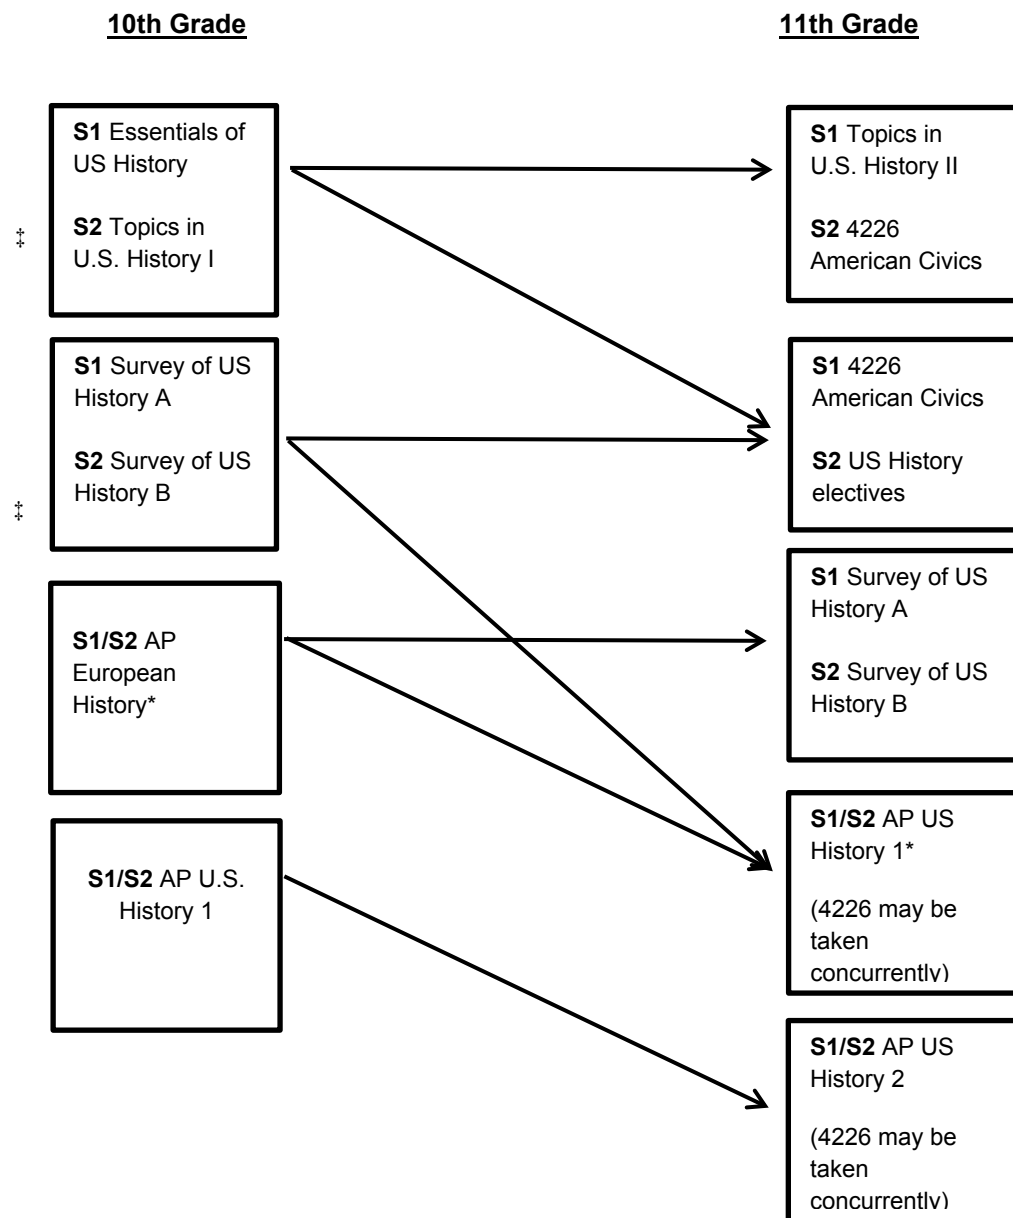 10th Grade
11th Grade
S1 Essentials of
US History
S2 Topics in
U.S. History I
‡
S1 Survey of US
History A
S2 Survey of US
History B
‡
S1/S2 AP
European
History*
S1/S2 AP U.S.
History 1
S1 Topics in
U.S. History II
S2 4226
American Civics
S1 4226
American Civics
S2 US History
electives
S1 Survey of US
History A
S2 Survey of US
History B
S1/S2 AP US
History 1*
(4226 may be
taken
concurrently)
S1/S2 AP US
History 2
(4226 may be
taken
concurrently)